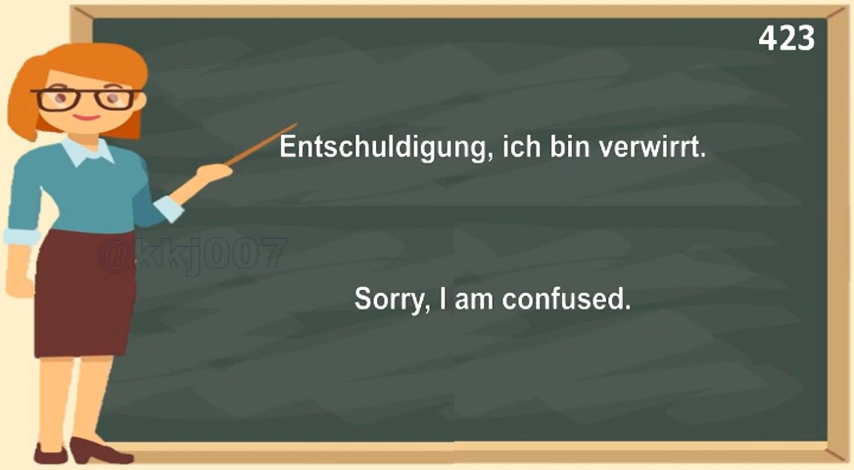 423
Entschuldigung, ich bin verwirrt.
@kkj007
Sorry, I am confused.